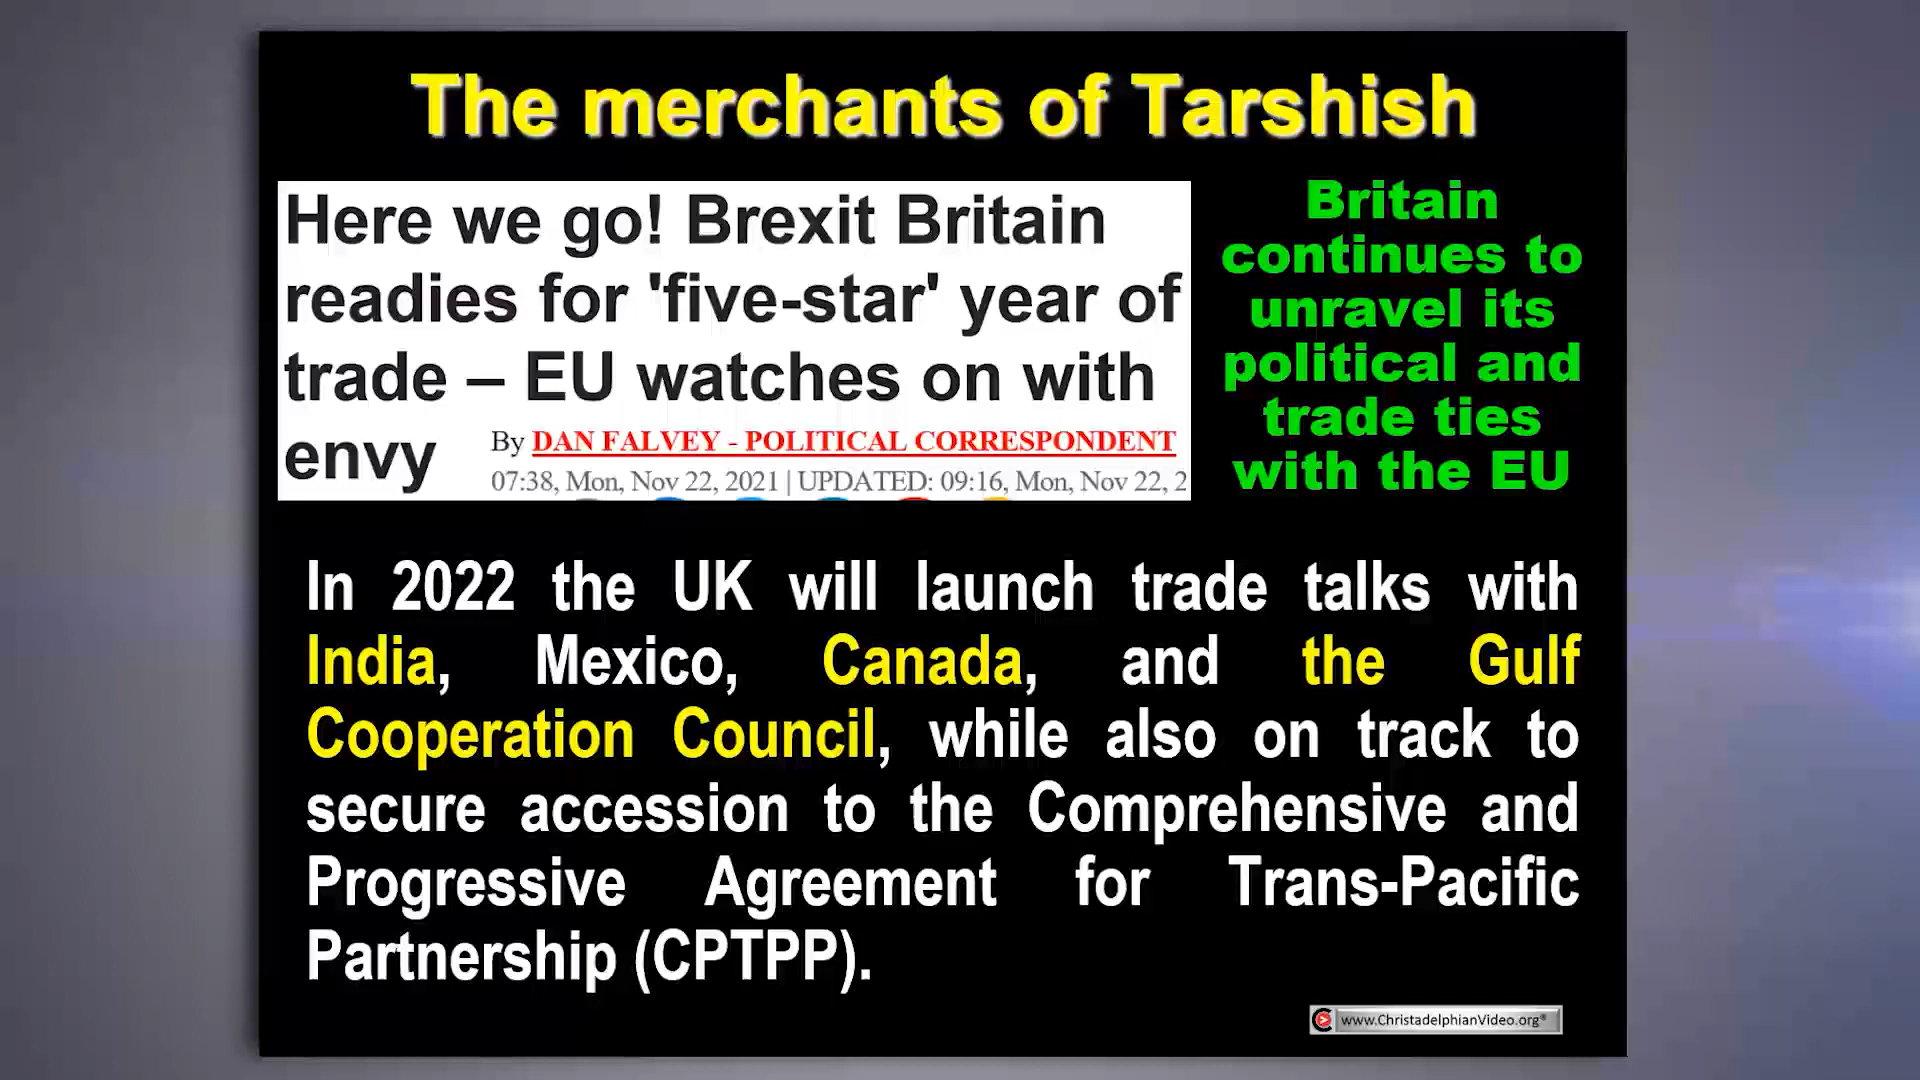 The merchants of Tarshish
Here we go! Brexit Britain
readies for 'five-star' year of
trade – EU watches on with
envy
By DAN FALVEY - POLITICAL CORRESPONDENT
07:38, Mon, Nov 22, 2021 | UPDATED: 09:16, Mon, Nov 22, 2
Britain
continues to
unravel its
political and
trade ties
with the EU
In 2022 the UK will launch trade talks with
India, Mexico, Canada, and the Gulf
Cooperation Council, while also on track to
secure accession to the Comprehensive and
Progressive Agreement for Trans-Pacific
Partnership (CPTPP).
www.ChristadelphianVideo.org®